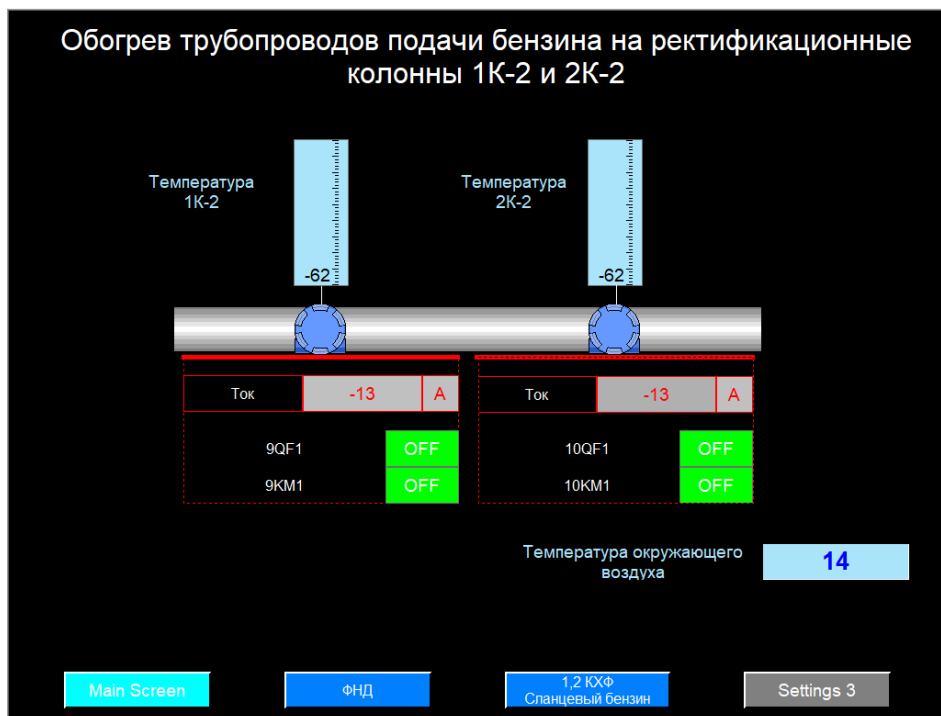 Обогрев трубопроводов подачи бензина на ректификационные
колонны 1К-2 и 2К-2
Температура
1К-2
-62
Температура
2К-2
-62
Ток -13 A
Ток -13 A
9QF1 OFF
10QF1 OFF
9KM1 OFF
10KM1 OFF
Температура окружающего
воздуха
14
Main Screen
ФНД
1,2 КХФ
Сланцевый бензин
Settings 3